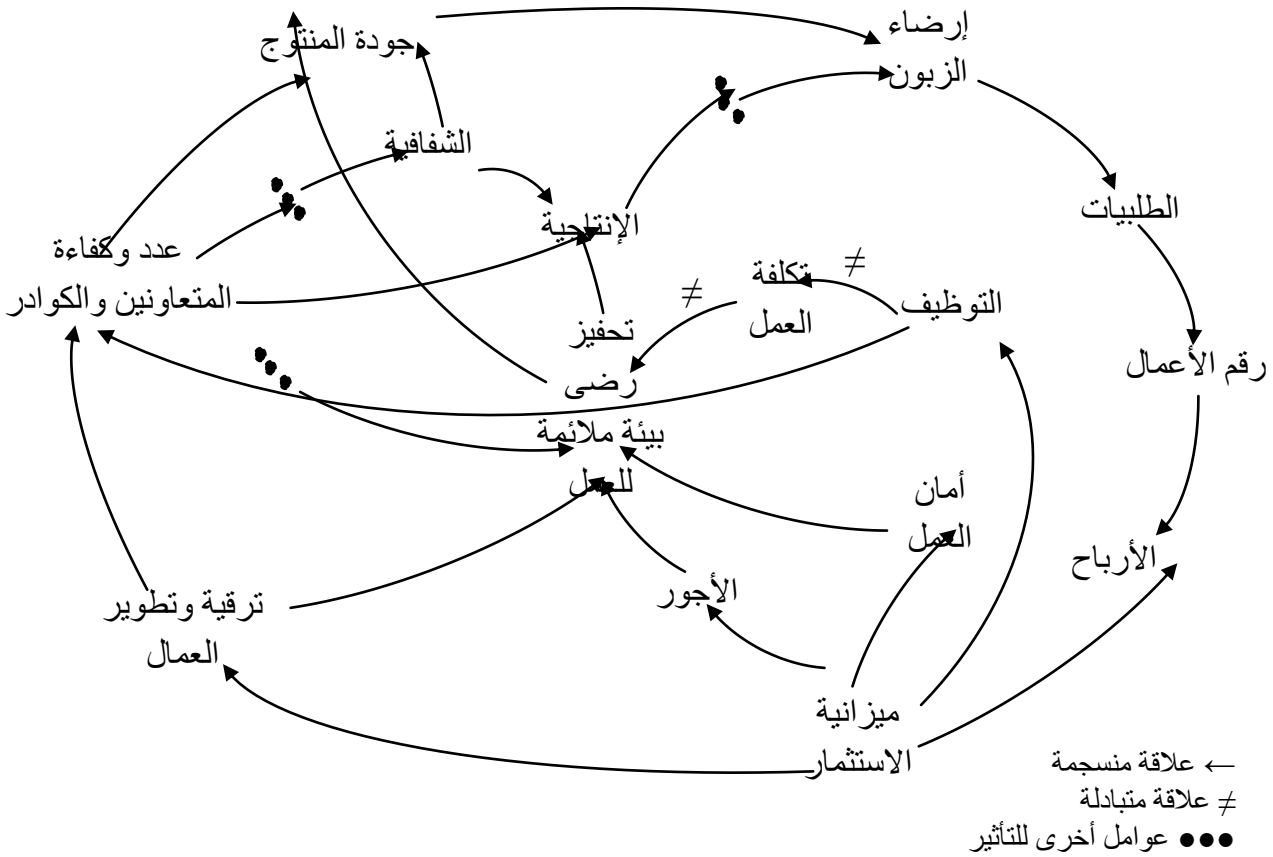 إرضاء
الزبون
جودة المنتوج
الشفافية
الطلبيات
الإنتاجية
عدد وكفاءة
المتعاونين والكوادر
تكلفة
العمل
≠
≠
التوظيف
تحفيز
رضى
رقم الأعمال
بيئة ملائمة
للعمل
أمان
العمل
الأرباح
الأجور
ترقية وتطوير
العمال
ميزانية
الاستثمار
← علاقة منسجمة
≠ علاقة متبادلة
●●● عوامل أخرى للتأثير